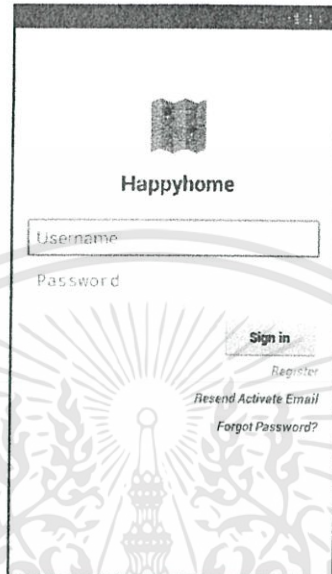 Happyhome
Username
Password
Sign in
Register
Resend Activate Email
Forgot Password?